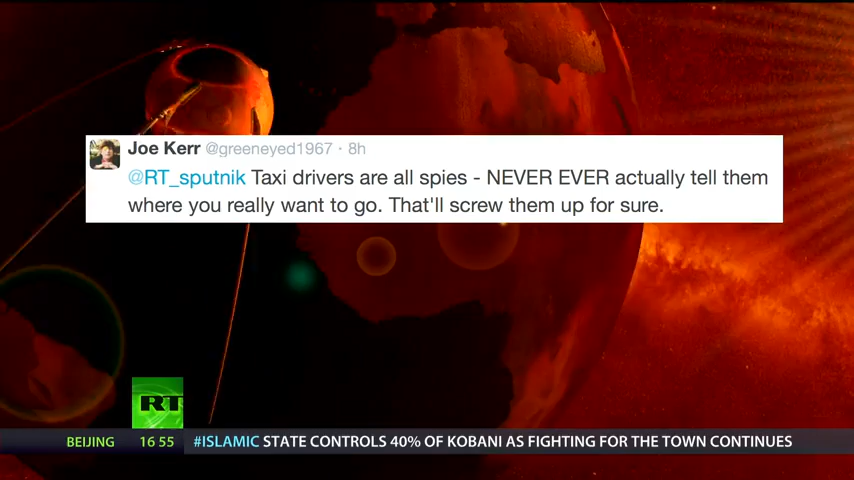 Joe Kerr @greeneyed1967 · 8h
@RT_sputnik Taxi drivers are all spies - NEVER EVER actually tell them
where you really want to go. That'll screw them up for sure.
RT
BEIJING 16 55 #ISLAMIC STATE CONTROLS 40% OF KOBANI AS FIGHTING FOR THE TOWN CONTINUES